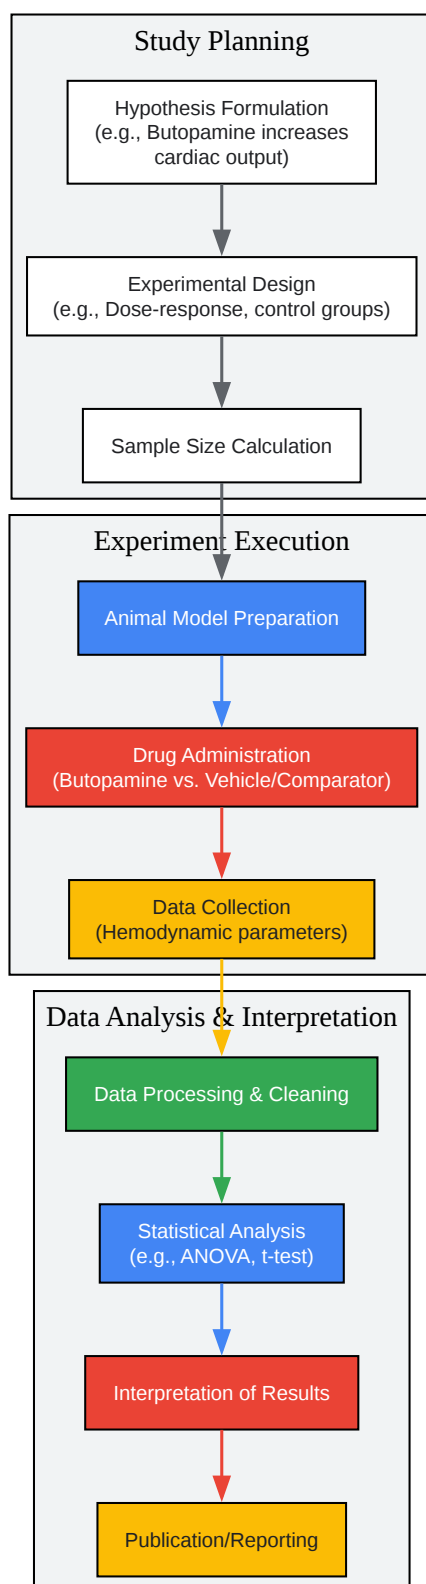 Study Planning
Hypothesis Formulation
(e.g., Butopamine increases
cardiac output)
Experimental Design
(e.g., Dose-response, control groups)
Sample Size Calculation
Experiment Execution
Animal Model Preparation
Drug Administration
(Butopamine vs. Vehicle/Comparator)
Data Collection
(Hemodynamic parameters)
Data Analysis & Interpretation
Data Processing & Cleaning
Statistical Analysis
(e.g., ANOVA, t-test)
Interpretation of Results
Publication/Reporting